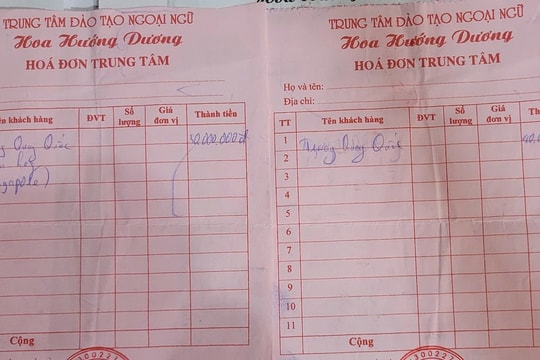 TRUNG TÂM ĐÀO TẠO NGOẠI NGỮ
Hoa Hướng Dương
HOÁ ĐƠN TRUNG TÂM
Tên khách hàng ĐVT Số lượng Giá đơn vị Thành tiền
Quốc
Cộng
TRUNG TÂM ĐÀO TẠO NGOẠI NGỮ
Hoa Hướng Dương
HOÁ ĐƠN TRUNG TÂM
Họ và tên:
Địa chỉ:
TT Tên khách hàng ĐVT Số lượng Giá đơn vị
1 Quốc
2
3
4
5
6
7
8
9
10
11
Cộng